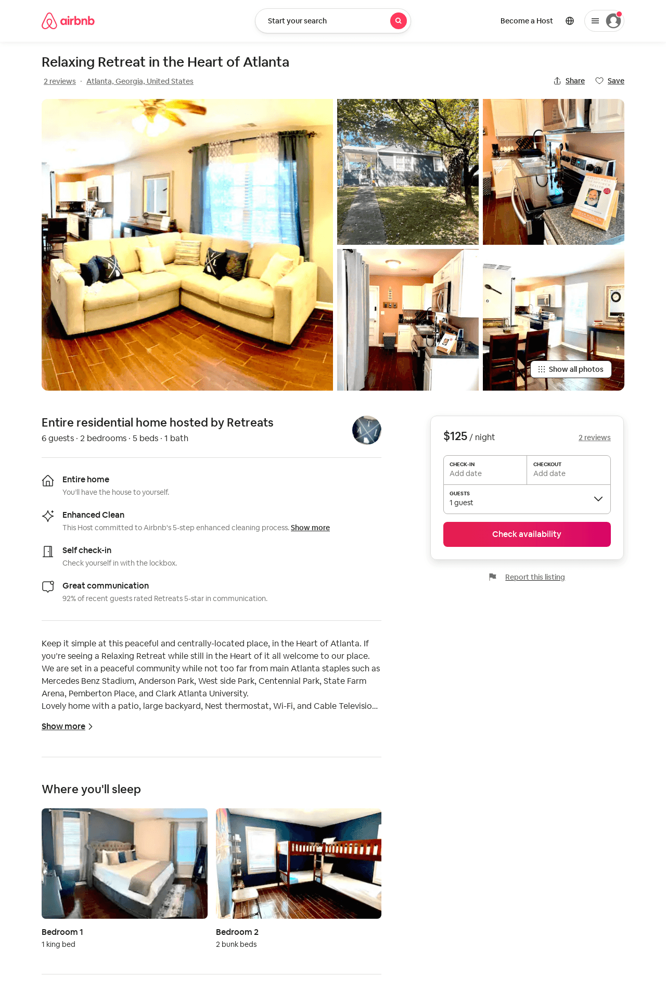 airbnb
Start your search
Become a Host
Relaxing Retreat in the Heart of Atlanta
2 reviews · Atlanta, Georgia, United States
Share
Save
EATING WELL
FOR OPTIMUM
HEALTH
Show all photos
Entire residential home hosted by Retreats
6 guests · 2 bedrooms · 5 beds · 1 bath
A T L
$125 / night
2 reviews
CHECK-IN
Add date
CHECKOUT
Add date
GUESTS
1 guest
Check availability
Report this listing
Entire home
You’ll have the house to yourself.
Enhanced Clean
This Host committed to Airbnb's 5-step enhanced cleaning process. Show more
Self check-in
Check yourself in with the lockbox.
Great communication
92% of recent guests rated Retreats 5-star in communication.
Keep it simple at this peaceful and centrally-located place, in the Heart of Atlanta. If
you’re seeing a Relaxing Retreat while still in the Heart of it all welcome to our place.
We are set in a peaceful community while not too far from main Atlanta staples such as
Mercedes Benz Stadium, Anderson Park, West side Park, Centennial Park, State Farm
Arena, Pemberton Place, and Clark Atlanta University.
Lovely home with a patio, large backyard, Nest thermostat, Wi-Fi, and Cable Televisio…
Show more
Where you'll sleep
Bedroom 1
1 king bed
Bedroom 2
2 bunk beds